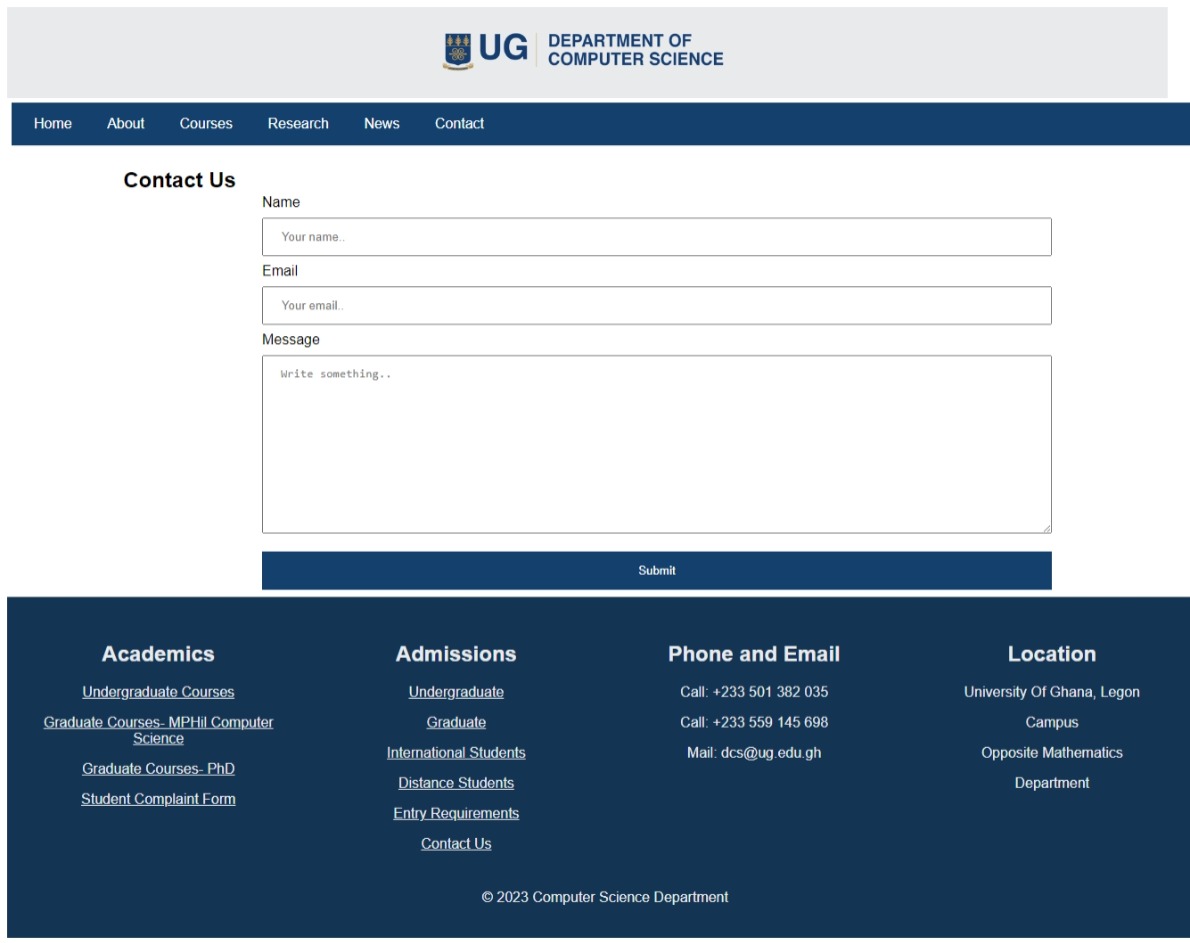 UG
DEPARTMENT OF
COMPUTER SCIENCE
Home About Courses Research News Contact
Contact Us
Name
Your name..
Email
Your email..
Message
Write something..
Submit
Academics
Undergraduate Courses
Graduate Courses- MPHil Computer
Science
Graduate Courses- PhD
Student Complaint Form
Admissions
Undergraduate
Graduate
International Students
Distance Students
Entry Requirements
Contact Us
Phone and Email
Call: +233 501 382 035
Call: +233 559 145 698
Mail: dcs@ug.edu.gh
Location
University Of Ghana, Legon
Campus
Opposite Mathematics
Department
© 2023 Computer Science Department